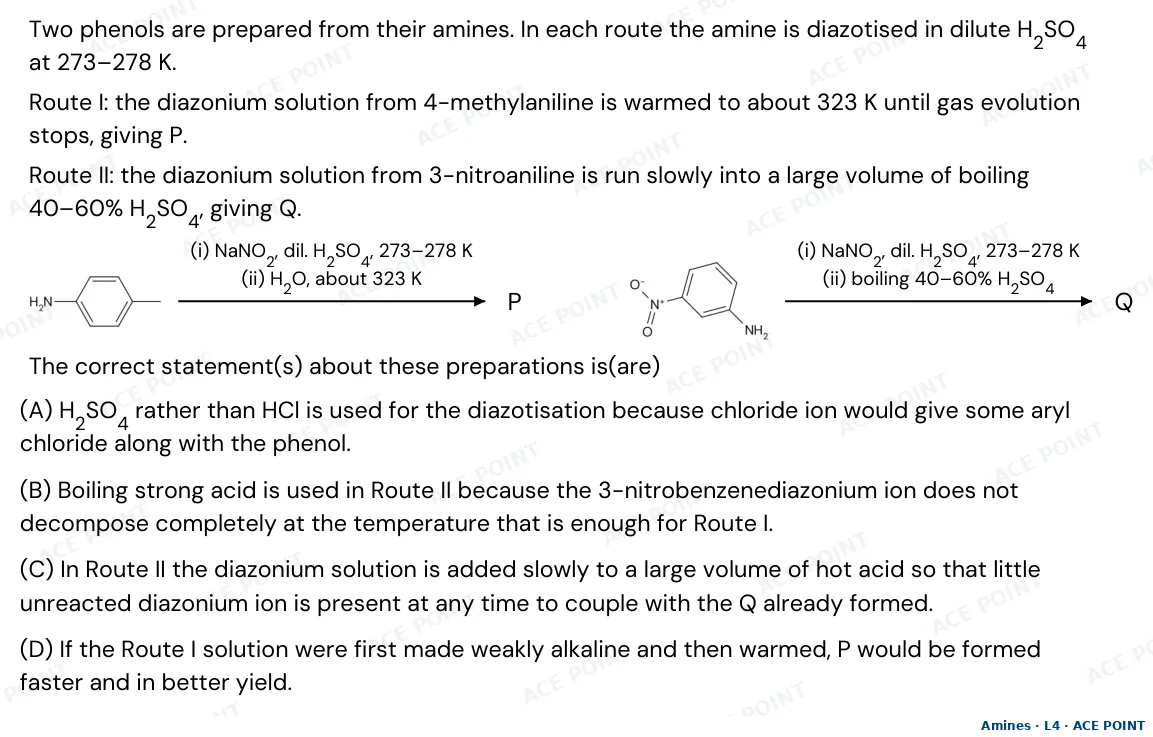 Two phenols are prepared from their amines. In each route the amine is diazotised in dilute H₂SO₄
at 273–278 K.
Route I: the diazonium solution from 4-methylaniline is warmed to about 323 K until gas evolution
stops, giving P.
Route II: the diazonium solution from 3-nitroaniline is run slowly into a large volume of boiling
40–60% H₂SO₄, giving Q.
(i) NaNO₂, dil. H₂SO₄, 273–278 K
(ii) H₂O, about 323 K
H₂N
P
(i) NaNO₂, dil. H₂SO₄, 273–278 K
(ii) boiling 40–60% H₂SO₄
O⁻
N⁺
O
NH₂
Q
The correct statement(s) about these preparations is(are)
(A) H₂SO₄ rather than HCl is used for the diazotisation because chloride ion would give some aryl
chloride along with the phenol.
(B) Boiling strong acid is used in Route II because the 3-nitrobenzenediazonium ion does not
decompose completely at the temperature that is enough for Route I.
(C) In Route II the diazonium solution is added slowly to a large volume of hot acid so that little
unreacted diazonium ion is present at any time to couple with the Q already formed.
(D) If the Route I solution were first made weakly alkaline and then warmed, P would be formed
faster and in better yield.
Amines · L4 · ACE POINT